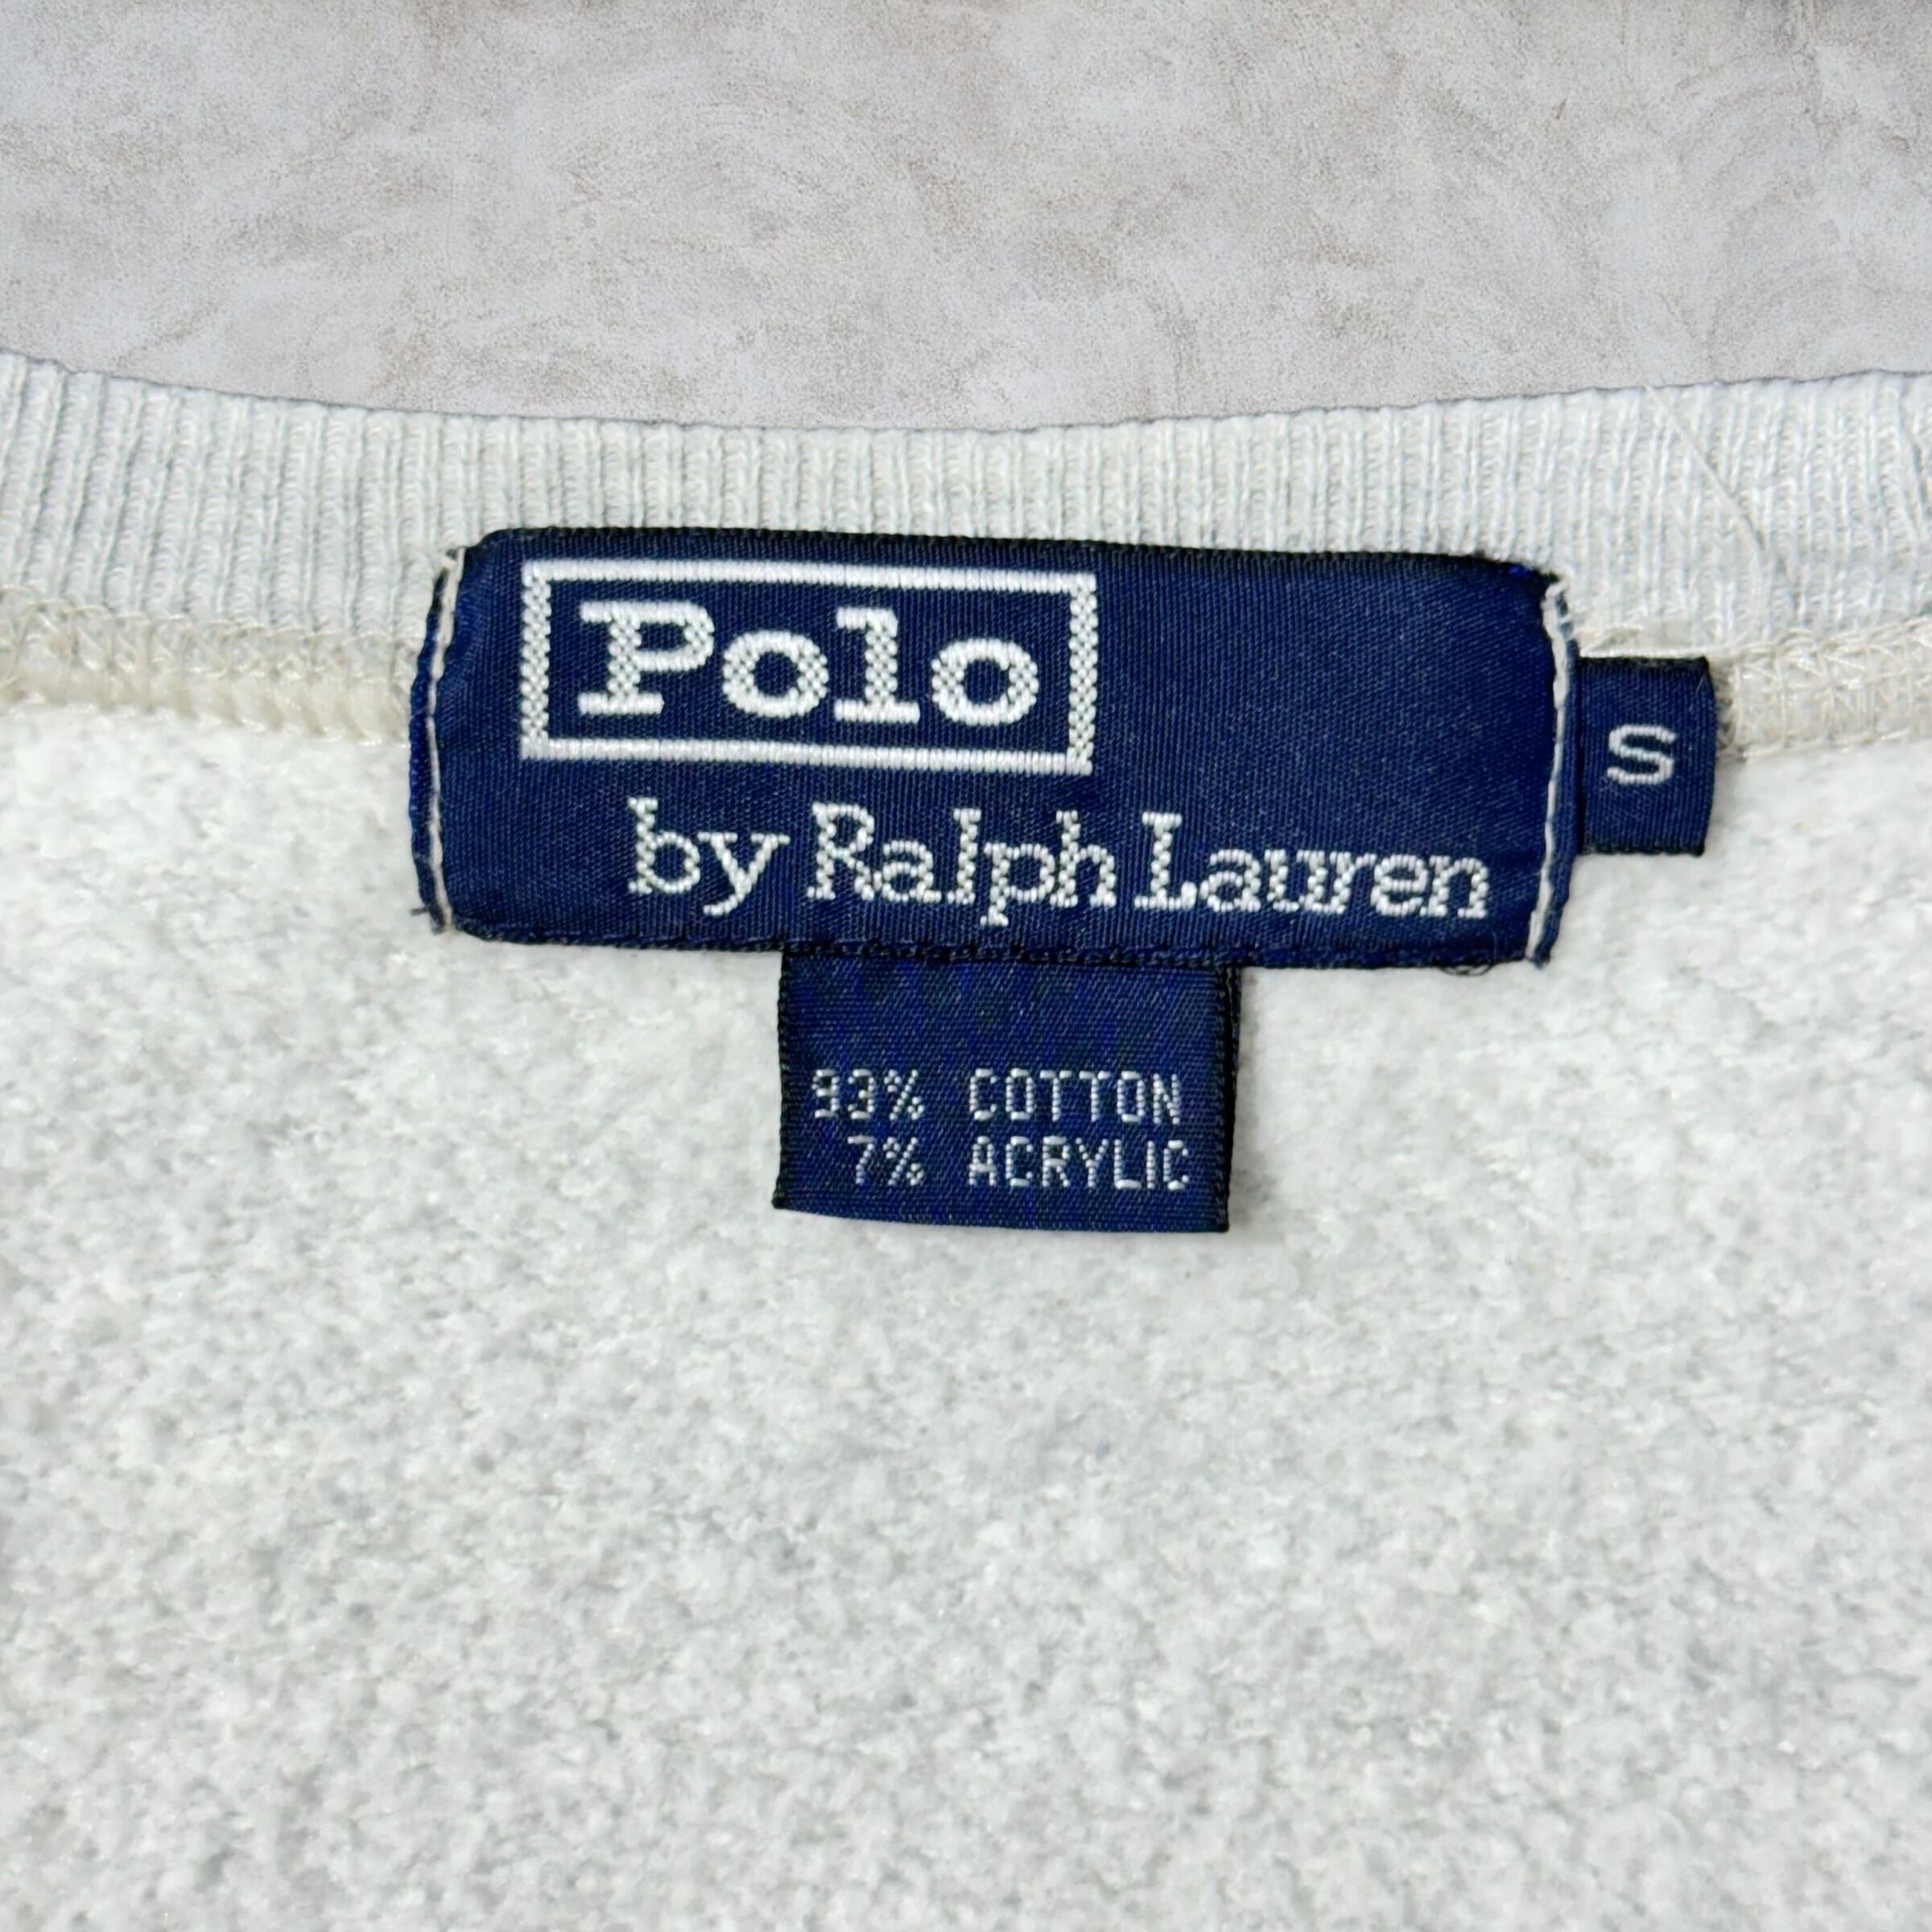 Polo
by Ralph Lauren
S
93% COTTON
7% ACRYLIC